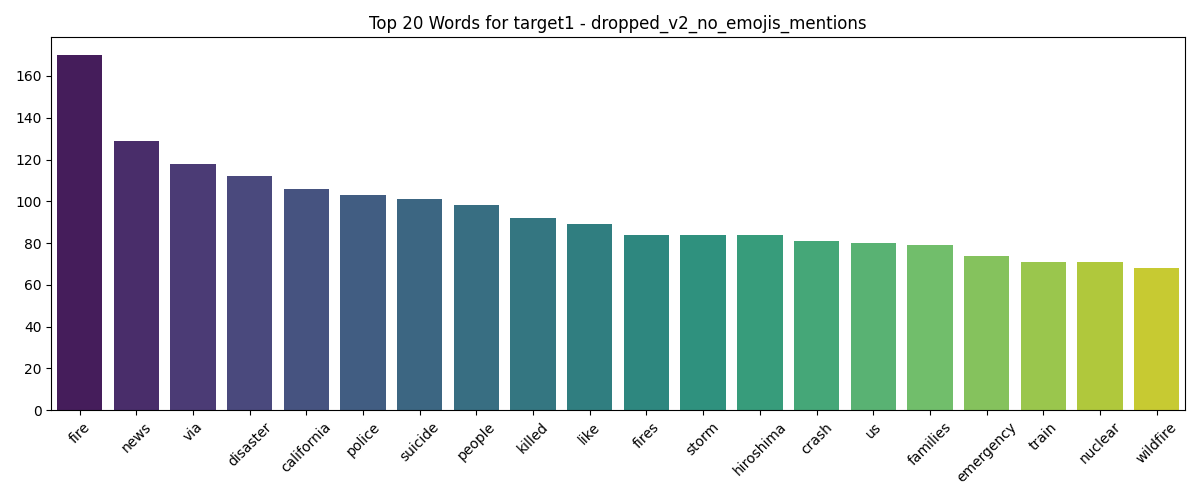 Top 20 Words for target1 - dropped_v2_no_emojis_mentions
160
140
120
100
80
60
40
20
0
fire
news
via
disaster
california
police
suicide
people
killed
like
fires
storm
hiroshima
crash
us
families
emergency
train
nuclear
wildfire